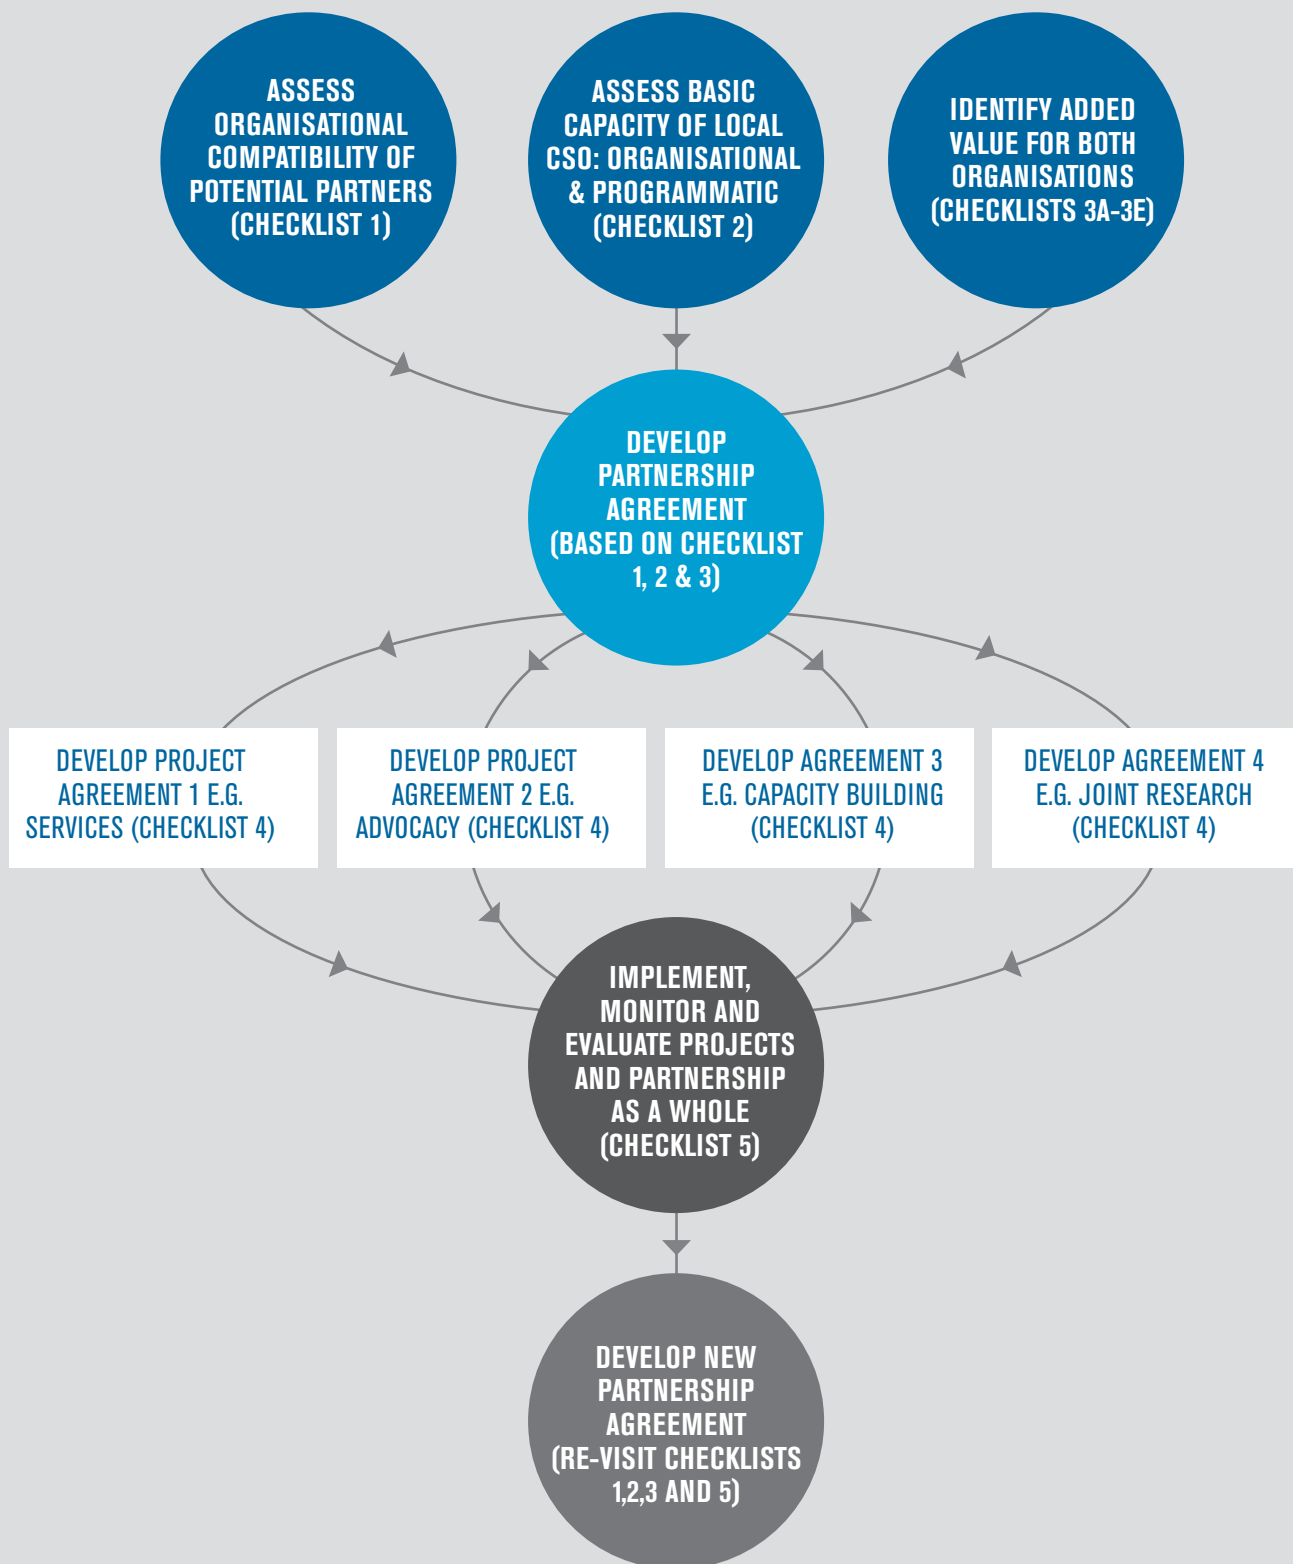 ASSESS
ORGANISATIONAL
COMPATIBILITY OF
POTENTIAL PARTNERS
(CHECKLIST 1)
ASSESS BASIC
CAPACITY OF LOCAL
CSO: ORGANISATIONAL
& PROGRAMMATIC
(CHECKLIST 2)
IDENTIFY ADDED
VALUE FOR BOTH
ORGANISATIONS
(CHECKLISTS 3A-3E)
DEVELOP
PARTNERSHIP
AGREEMENT
(BASED ON CHECKLIST
1, 2 & 3)
DEVELOP PROJECT
AGREEMENT 1 E.G.
SERVICES (CHECKLIST 4)
DEVELOP PROJECT
AGREEMENT 2 E.G.
ADVOCACY (CHECKLIST 4)
DEVELOP AGREEMENT 3
E.G. CAPACITY BUILDING
(CHECKLIST 4)
DEVELOP AGREEMENT 4
E.G. JOINT RESEARCH
(CHECKLIST 4)
IMPLEMENT,
MONITOR AND
EVALUATE PROJECTS
AND PARTNERSHIP
AS A WHOLE
(CHECKLIST 5)
DEVELOP NEW
PARTNERSHIP
AGREEMENT
(RE-VISIT CHECKLISTS
1,2,3 AND 5)